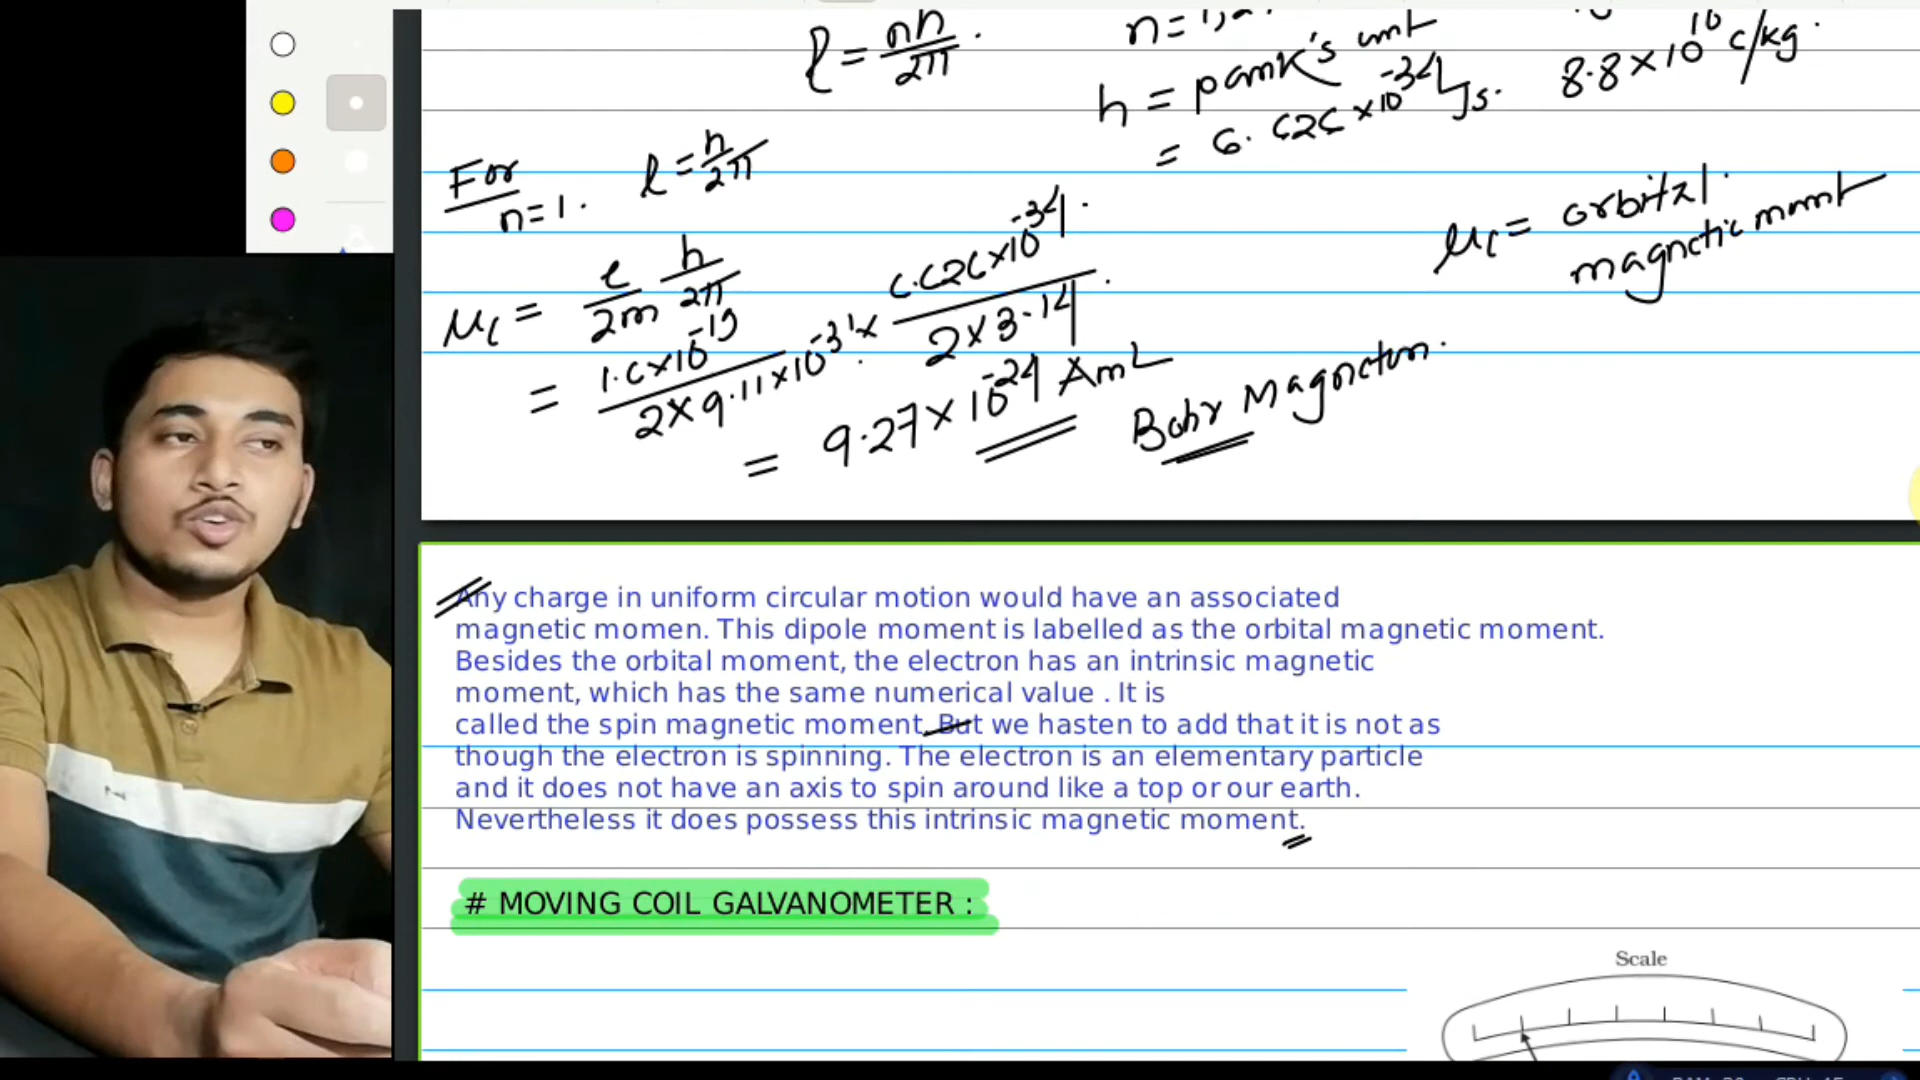 l = nh/2π .
n = 1, 2
h = pank's cnnt
= 6.626×10^-34 Js.
8.8×10^10 c/kg.
For n=1.
l = h/2π
μl = e/2m h/2π
= 1.6×10^-19 / 2×9.11×10^-31 × 6.626×10^-34 / 2×3.14 .
= 9.27×10^-24 Am2
Bohr Magneton.
μl = orbital
magnetic mmnt
Any charge in uniform circular motion would have an associated
magnetic momen. This dipole moment is labelled as the orbital magnetic moment.
Besides the orbital moment, the electron has an intrinsic magnetic
moment, which has the same numerical value . It is
called the spin magnetic moment. But we hasten to add that it is not as
though the electron is spinning. The electron is an elementary particle
and it does not have an axis to spin around like a top or our earth.
Nevertheless it does possess this intrinsic magnetic moment.
# MOVING COIL GALVANOMETER :
Scale